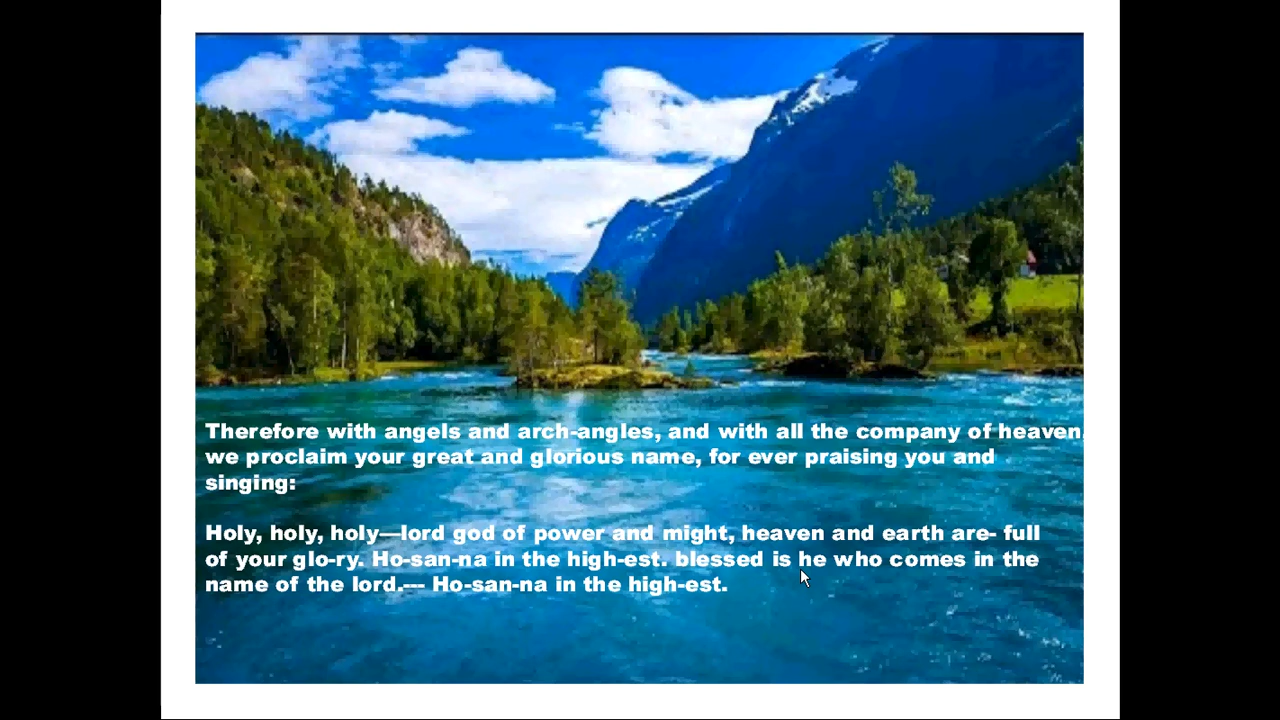 Therefore with angels and arch-angles, and with all the company of heaven,
we proclaim your great and glorious name, for ever praising you and
singing:
Holy, holy, holy—lord god of power and might, heaven and earth are- full
of your glo-ry. Ho-san-na in the high-est. blessed is he who comes in the
name of the lord.--- Ho-san-na in the high-est.